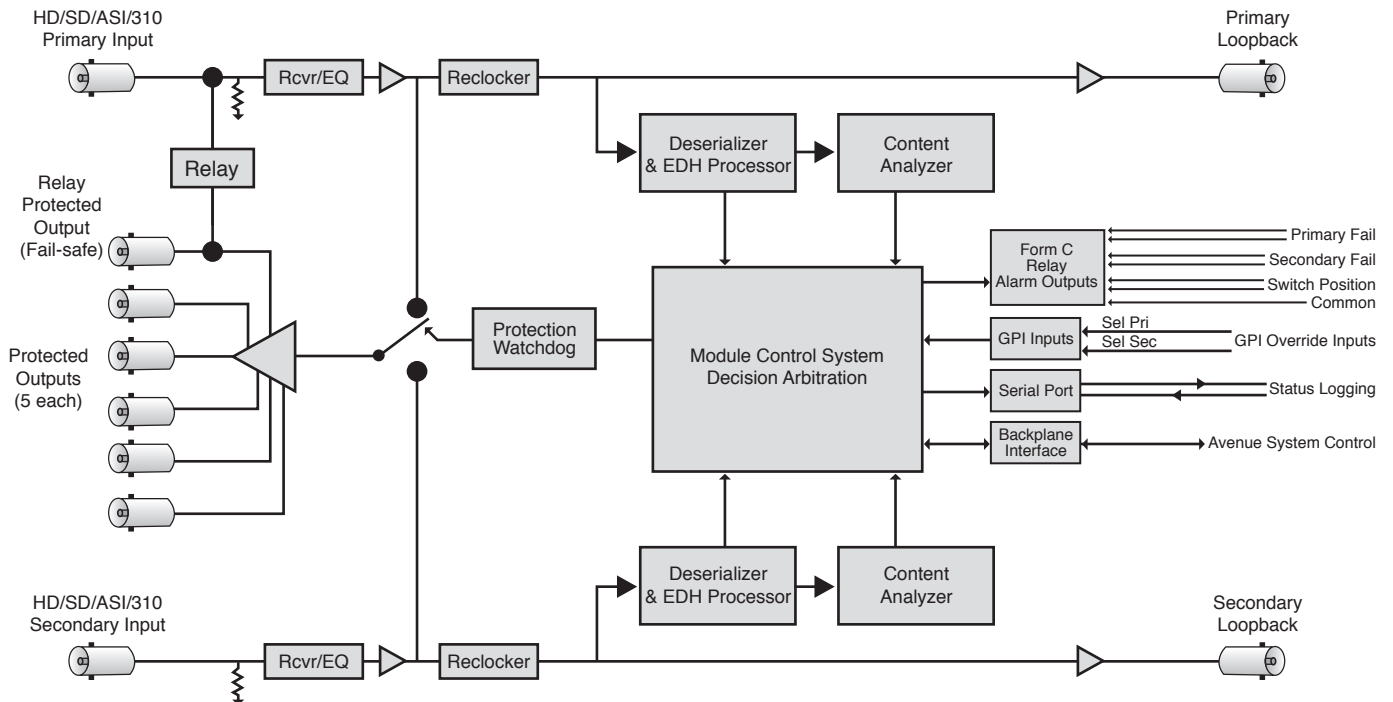 HD/SD/ASI/310
Primary Input
Rcvr/EQ
Reclocker
Primary
Loopback
Deserializer
& EDH Processor
Content
Analyzer
Relay
Relay
Protected
Output
(Fail-safe)
Protected
Outputs
(5 each)
Protection
Watchdog
Module Control System
Decision Arbitration
Form C
Relay
Alarm Outputs
Primary Fail
Secondary Fail
Switch Position
Common
GPI Inputs
Sel Pri
Sel Sec
GPI Override Inputs
Serial Port
Status Logging
Backplane
Interface
Avenue System Control
Deserializer
& EDH Processor
Content
Analyzer
HD/SD/ASI/310
Secondary Input
Rcvr/EQ
Reclocker
Secondary
Loopback